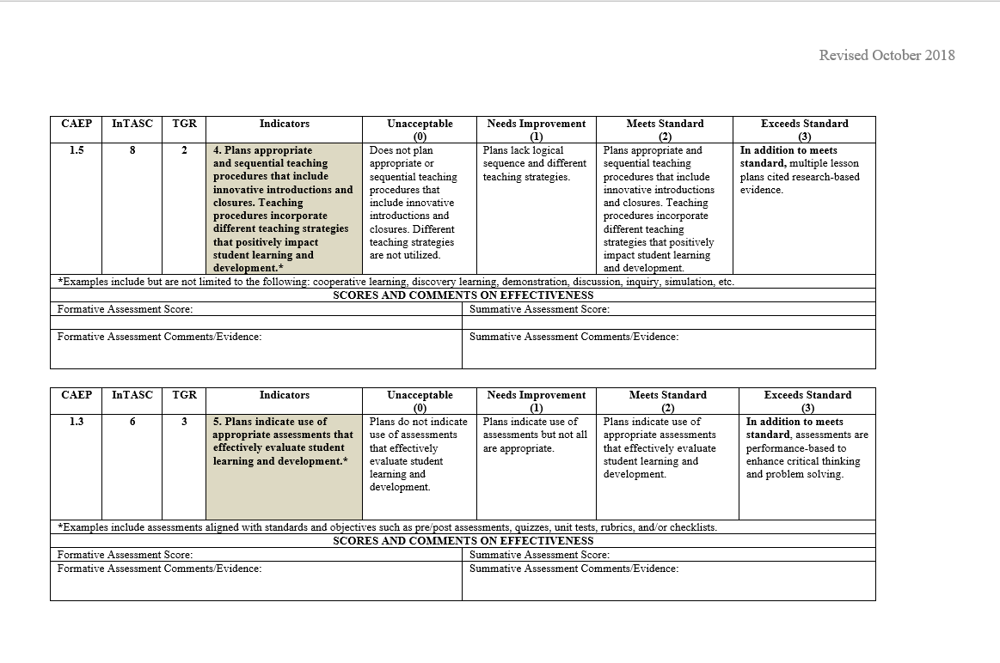 Revised October 2018
CAEP InTASC TGR Indicators Unacceptable (0) Needs Improvement (1) Meets Standard (2) Exceeds Standard (3)
1.5 8 2
4. Plans appropriate
and sequential teaching
procedures that include
innovative introductions and
closures. Teaching
procedures incorporate
different teaching strategies
that positively impact
student learning and
development.*
Does not plan
appropriate or
sequential teaching
procedures that
include innovative
introductions and
closures. Different
teaching strategies
are not utilized.
Plans lack logical
sequence and different
teaching strategies.
Plans appropriate and
sequential teaching
procedures that include
innovative introductions
and closures. Teaching
procedures incorporate
different teaching
strategies that positively
impact student learning
and development.
In addition to meets
standard, multiple lesson
plans cited research-based
evidence.
*Examples include but are not limited to the following: cooperative learning, discovery learning, demonstration, discussion, inquiry, simulation, etc.
SCORES AND COMMENTS ON EFFECTIVENESS
Formative Assessment Score: Summative Assessment Score:
Formative Assessment Comments/Evidence: Summative Assessment Comments/Evidence:
CAEP InTASC TGR Indicators Unacceptable (0) Needs Improvement (1) Meets Standard (2) Exceeds Standard (3)
1.3 6 3
5. Plans indicate use of
appropriate assessments that
effectively evaluate student
learning and development.*
Plans do not indicate
use of assessments
that effectively
evaluate student
learning and
development.
Plans indicate use of
assessments but not all
are appropriate.
Plans indicate use of
appropriate assessments
that effectively evaluate
student learning and
development.
In addition to meets
standard, assessments are
performance-based to
enhance critical thinking
and problem solving.
*Examples include assessments aligned with standards and objectives such as pre/post assessments, quizzes, unit tests, rubrics, and/or checklists.
SCORES AND COMMENTS ON EFFECTIVENESS
Formative Assessment Score: Summative Assessment Score:
Formative Assessment Comments/Evidence: Summative Assessment Comments/Evidence: